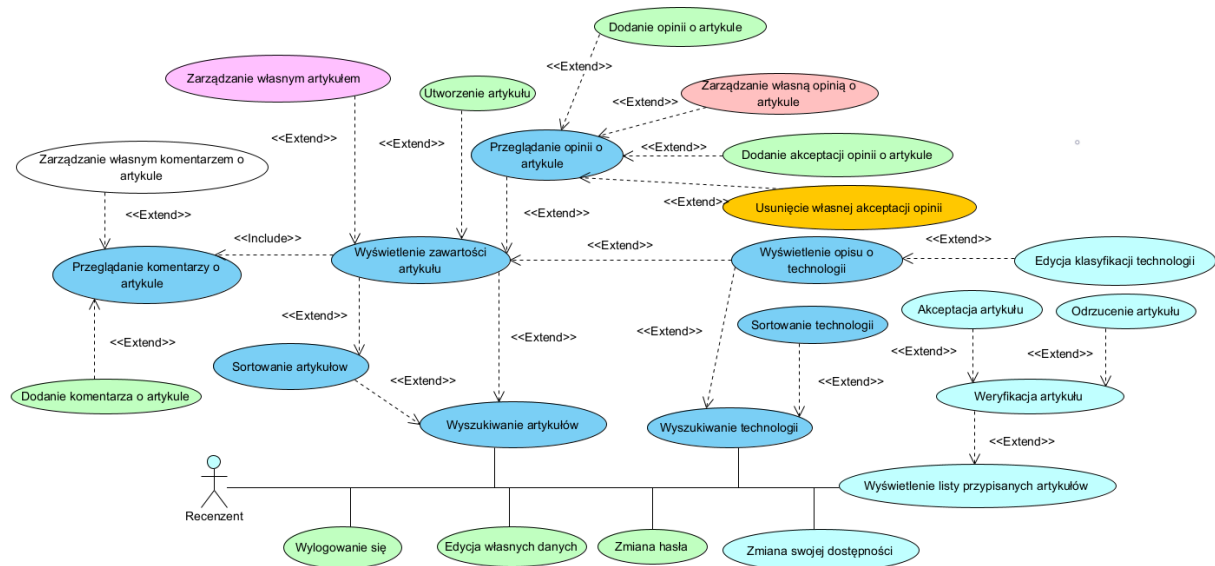 Dodanie opinii o artykule
<<Extend>>
Zarządzanie własnym artykułem
Utworzenie artykułu
Zarządzanie własną opinią o
artykule
<<Extend>>
<<Extend>>
<<Extend>>
Przeglądanie opinii o
artykule
<<Extend>>
Dodanie akceptacji opinii o artykule
Zarządzanie własnym komentarzem o
artykule
<<Extend>>
Usunięcie własnej akceptacji opinii
<<Extend>>
<<Extend>>
<<Include>>
Wyświetlenie zawartości
artykułu
<<Extend>>
Wyświetlenie opisu o
technologii
<<Extend>>
Edycja klasyfikacji technologii
Przeglądanie komentarzy o
artykule
<<Extend>>
<<Extend>>
<<Extend>>
Sortowanie technologii
Akceptacja artykułu
Odrzucenie artykułu
<<Extend>>
Sortowanie artykułow
<<Extend>>
<<Extend>>
<<Extend>>
<<Extend>>
Dodanie komentarza o artykule
Weryfikacja artykułu
Wyszukiwanie artykułów
Wyszukiwanie technologii
<<Extend>>
Wyświetlenie listy przypisanych artykułów
Recenzent
Wylogowanie się
Edycja własnych danych
Zmiana hasła
Zmiana swojej dostępności